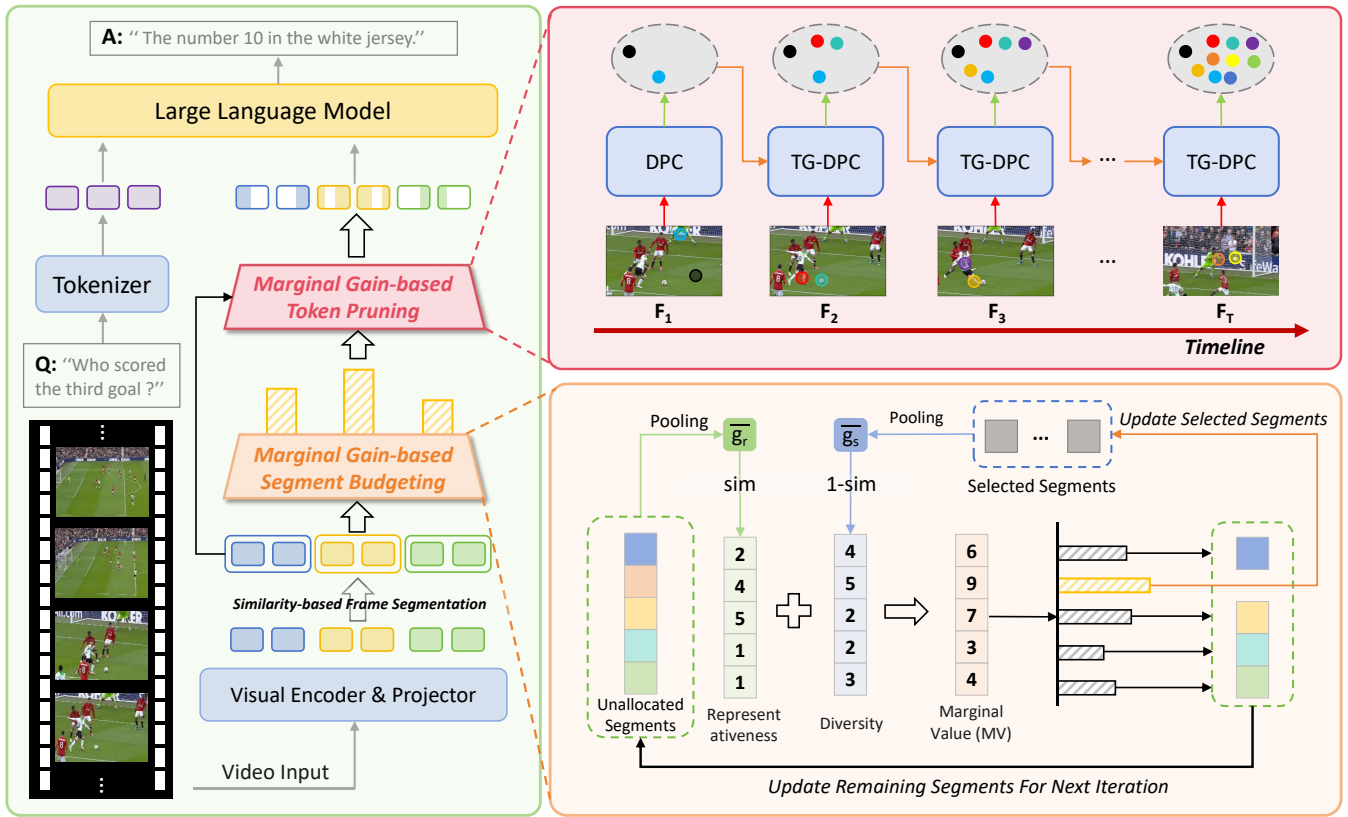 A: “ The number 10 in the white jersey.”
Large Language Model
Tokenizer
Marginal Gain-based
Token Pruning
Q: “Who scored
the third goal ?”
Marginal Gain-based
Segment Budgeting
Similarity-based Frame Segmentation
Visual Encoder & Projector
Video Input
...
...
DPC
TG-DPC
TG-DPC
...
TG-DPC
KOHLER
8
8
...
KOHLER
F1
F2
F3
FT
Timeline
Pooling
gr
gs
Pooling
...
Update Selected Segments
sim
1-sim
Selected Segments
2
4
5
1
1
4
5
2
2
3
6
9
7
3
4
Unallocated
Segments
Represent
ativeness
Diversity
Marginal
Value (MV)
Update Remaining Segments For Next Iteration